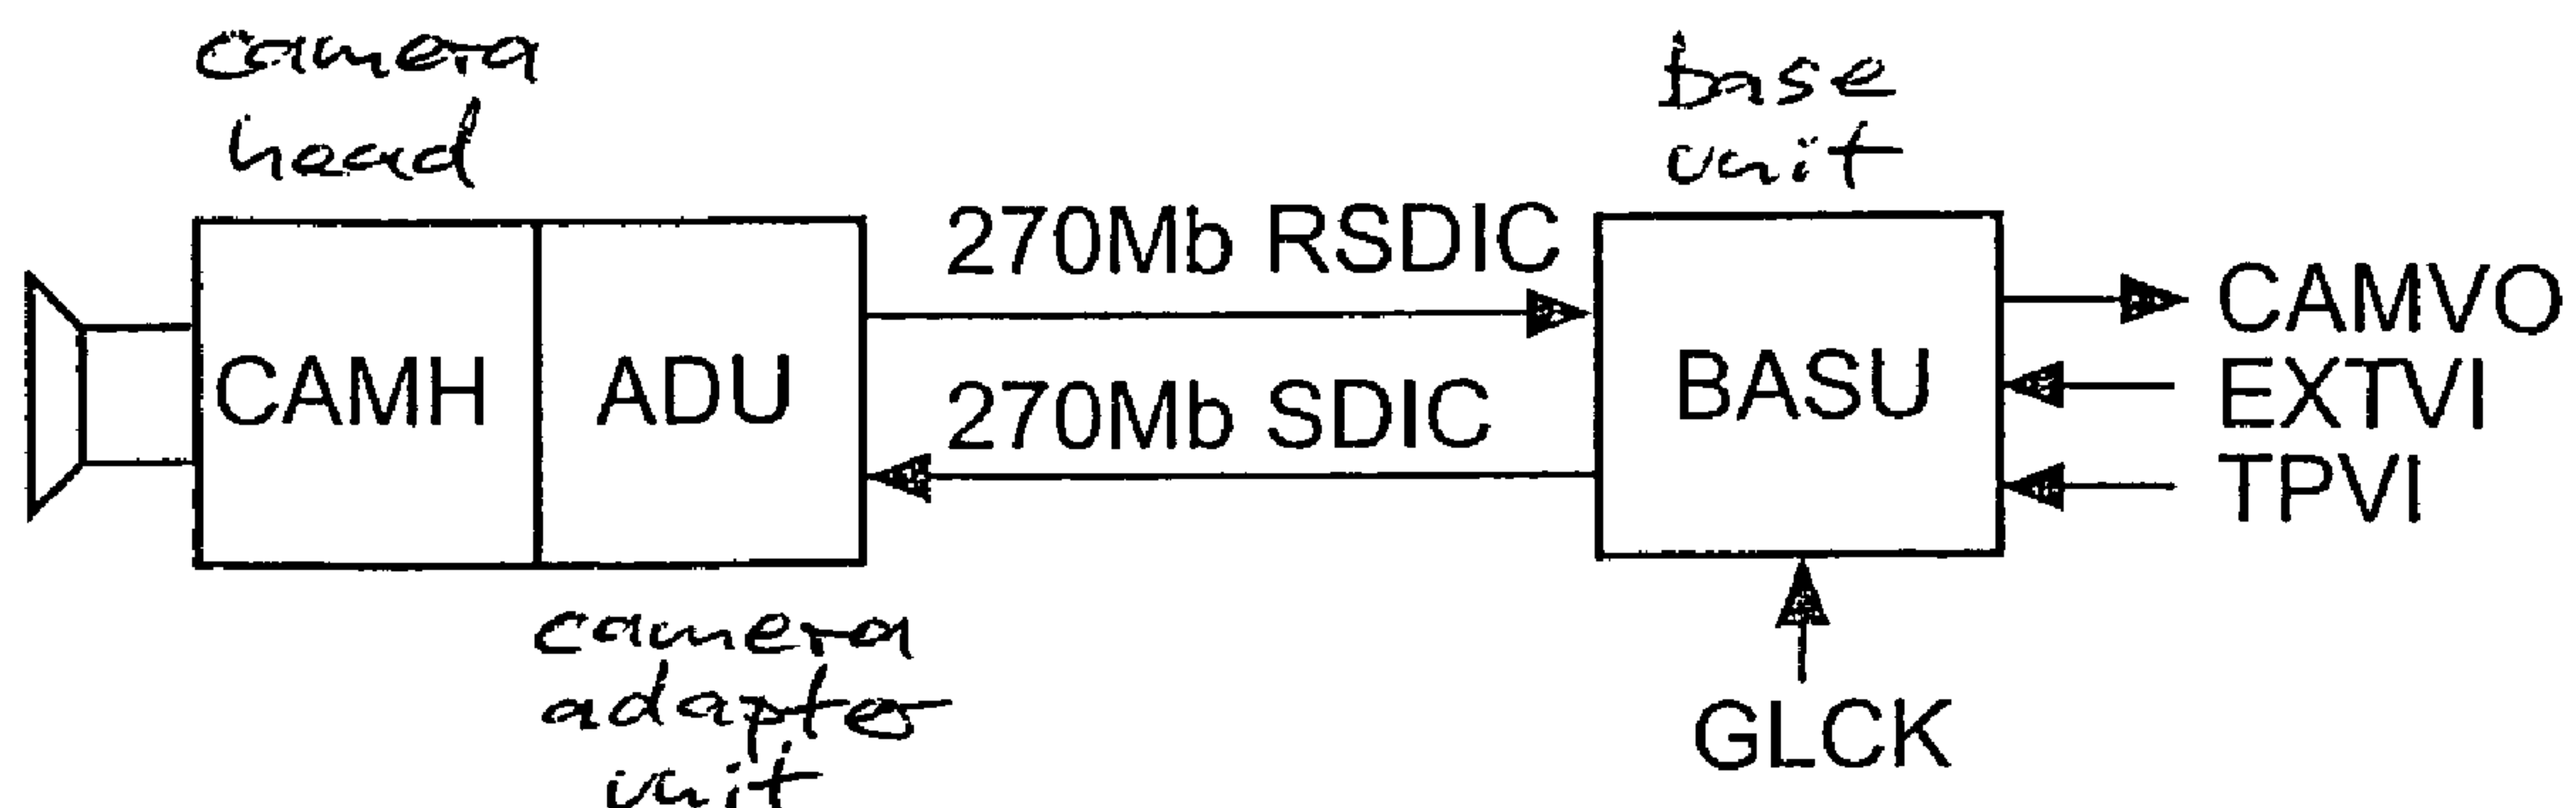 camera
head
base
unit
270Mb RSDIC
CAMH
ADU
270Mb SDIC
BASU
CAMVO
EXTVI
TPVI
GLCK
camera
adapter
unit